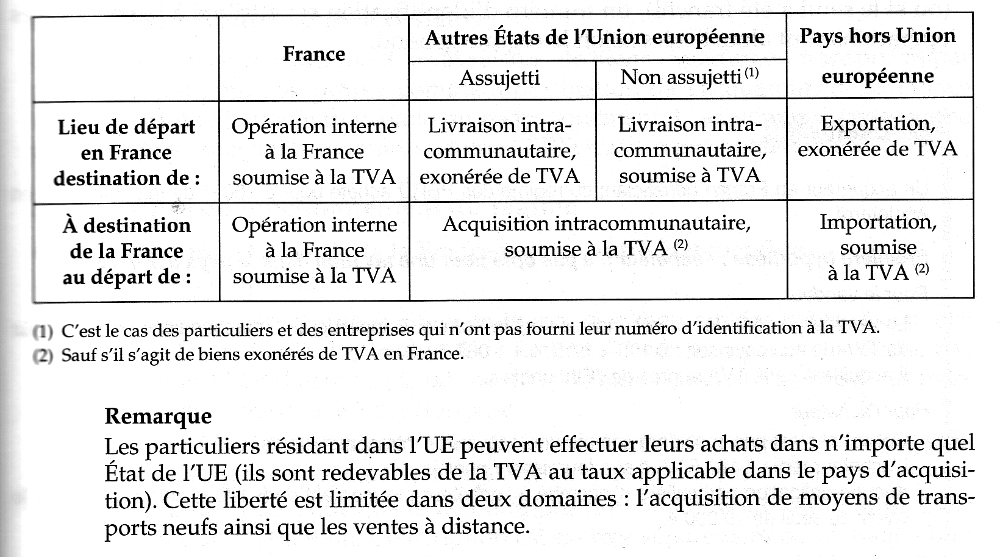 France
Autres États de l'Union européenne
Pays hors Union
européenne
Assujetti
Non assujetti (1)
Lieu de départ
en France
destination de :
Opération interne
à la France
soumise à la TVA
Livraison intra-
communautaire,
exonérée de TVA
Livraison intra-
communautaire,
soumise à TVA
Exportation,
exonérée de TVA
À destination
de la France
au départ de :
Opération interne
à la France
soumise à la TVA
Acquisition intracommunautaire,
soumise à la TVA (2)
Importation,
soumise
à la TVA (2)
(1) C'est le cas des particuliers et des entreprises qui n'ont pas fourni leur numéro d'identification à la TVA.
(2) Sauf s'il s'agit de biens exonérés de TVA en France.
Remarque
Les particuliers résidant dans l'UE peuvent effectuer leurs achats dans n'importe quel
État de l'UE (ils sont redevables de la TVA au taux applicable dans le pays d'acquisi-
tion). Cette liberté est limitée dans deux domaines : l'acquisition de moyens de trans-
ports neufs ainsi que les ventes à distance.